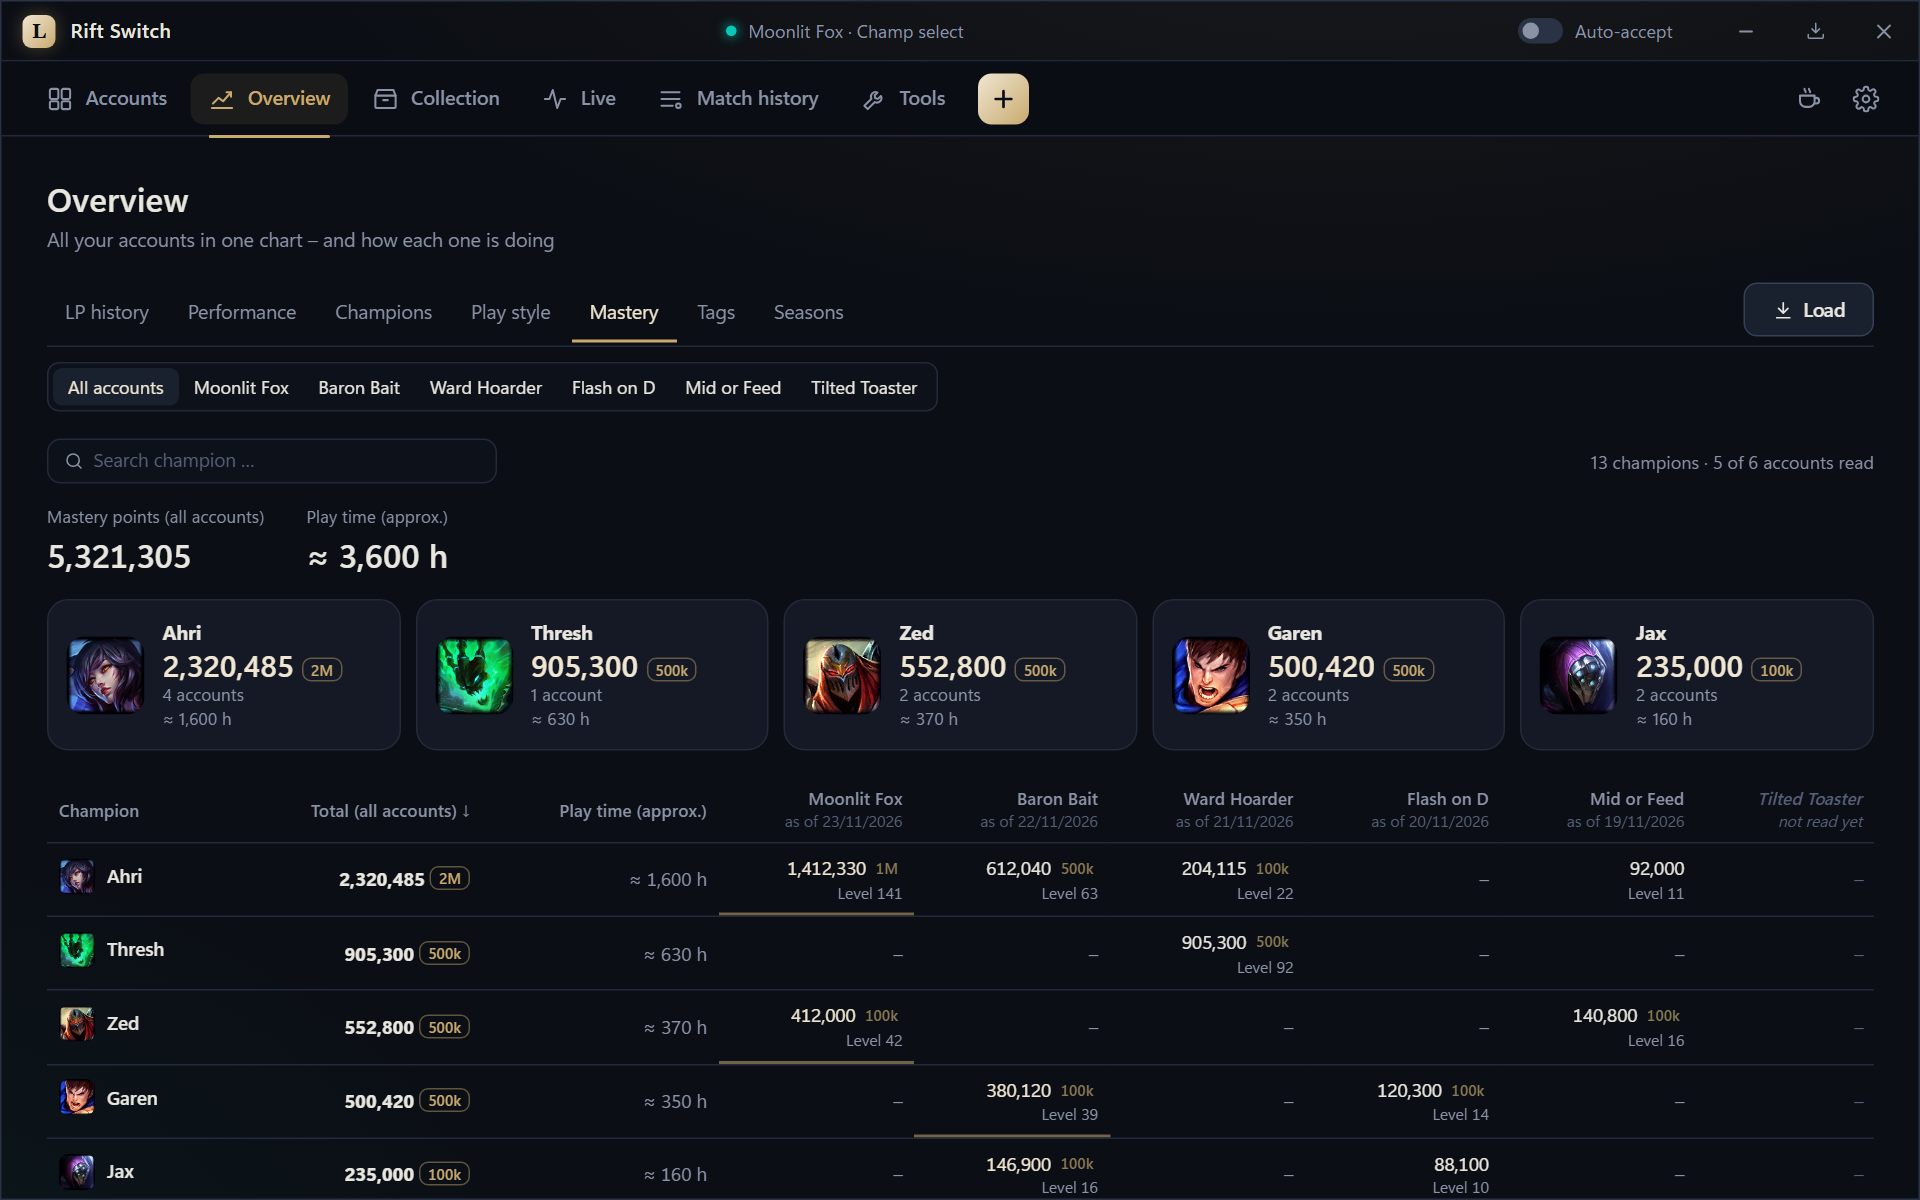 L Rift Switch
Moonlit Fox · Champ select
Auto-accept
Accounts
Overview
Collection
Live
Match history
Tools
Overview
All your accounts in one chart – and how each one is doing
LP history
Performance
Champions
Play style
Mastery
Tags
Seasons
Load
All accounts
Moonlit Fox
Baron Bait
Ward Hoarder
Flash on D
Mid or Feed
Tilted Toaster
Search champion ...
13 champions · 5 of 6 accounts read
Mastery points (all accounts)
5,321,305
Play time (approx.)
≈ 3,600 h
Ahri
2,320,485 2M
4 accounts
≈ 1,600 h
Thresh
905,300 500k
1 account
≈ 630 h
Zed
552,800 500k
2 accounts
≈ 370 h
Garen
500,420 500k
2 accounts
≈ 350 h
Jax
235,000 100k
2 accounts
≈ 160 h
Champion
Total (all accounts) ↓
Play time (approx.)
Moonlit Fox
as of 23/11/2026
Baron Bait
as of 22/11/2026
Ward Hoarder
as of 21/11/2026
Flash on D
as of 20/11/2026
Mid or Feed
as of 19/11/2026
Tilted Toaster
not read yet
Ahri
2,320,485 2M
≈ 1,600 h
1,412,330 1M
Level 141
612,040 500k
Level 63
204,115 100k
Level 22
–
92,000
Level 11
–
Thresh
905,300 500k
≈ 630 h
–
–
905,300 500k
Level 92
–
–
–
Zed
552,800 500k
≈ 370 h
412,000 100k
Level 42
–
–
–
140,800 100k
Level 16
–
Garen
500,420 500k
≈ 350 h
–
380,120 100k
Level 39
–
120,300 100k
Level 14
–
–
Jax
235,000 100k
≈ 160 h
–
146,900 100k
Level 16
–
88,100
Level 10
–
–